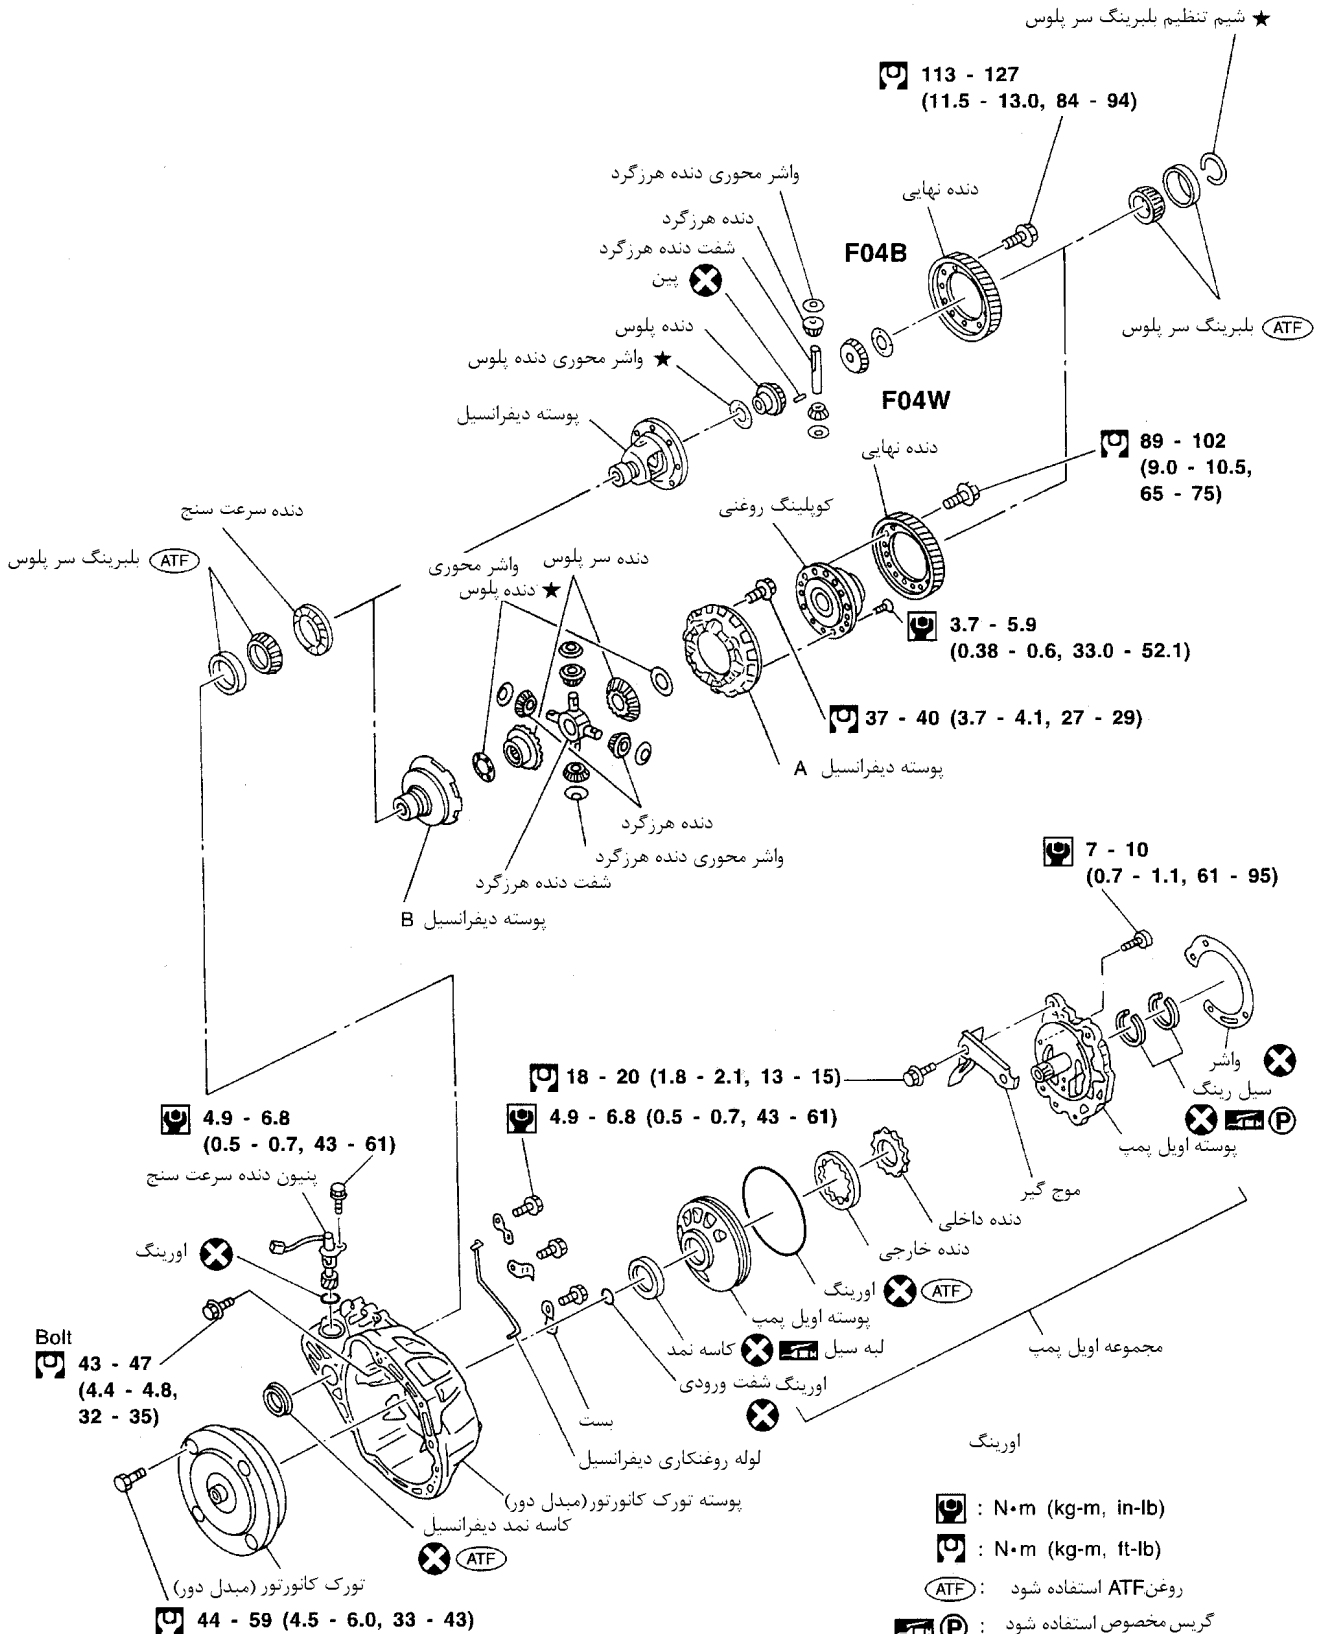 ★ شیم تنظیم بلبرینگ سر پلوس
113 - 127
(11.5 - 13.0, 84 - 94)
واشر محوری دنده هرزگرد
دنده نهایی
دنده هرزگرد
شفت دنده هرزگرد
F04B
پین
دنده پلوس
بلبرینگ سر پلوس ATF
★ واشر محوری دنده پلوس
F04W
پوسته دیفرانسیل
89 - 102
(9.0 - 10.5,
65 - 75)
دنده نهایی
کوپلینگ روغنی
دنده سرعت سنج
بلبرینگ سر پلوس ATF
دنده سر پلوس
واشر محوری
★ دنده پلوس
3.7 - 5.9
(0.38 - 0.6, 33.0 - 52.1)
37 - 40 (3.7 - 4.1, 27 - 29)
پوسته دیفرانسیل A
دنده هرزگرد
واشر محوری دنده هرزگرد
شفت دنده هرزگرد
پوسته دیفرانسیل B
7 - 10
(0.7 - 1.1, 61 - 95)
واشر
18 - 20 (1.8 - 2.1, 13 - 15)
سیل رینگ
P
4.9 - 6.8
(0.5 - 0.7, 43 - 61)
4.9 - 6.8 (0.5 - 0.7, 43 - 61)
پوسته اویل پمپ
پنیون دنده سرعت سنج
موج گیر
دنده داخلی
دنده خارجی
اورینگ
اورینگ ATF
پوسته اویل پمپ
Bolt
43 - 47
(4.4 - 4.8,
32 - 35)
کاسه نمد لبه سیل
مجموعه اویل پمپ
اورینگ شفت ورودی
بست
اورینگ
لوله روغنکاری دیفرانسیل
پوسته تورک کانورتور(مبدل دور)
کاسه نمد دیفرانسیل
ATF
تورک کانورتور (مبدل دور)
44 - 59 (4.5 - 6.0, 33 - 43)
: N•m (kg-m, in-lb)
: N•m (kg-m, ft-lb)
ATF : روغنATF استفاده شود
P : گریس مخصوص استفاده شود